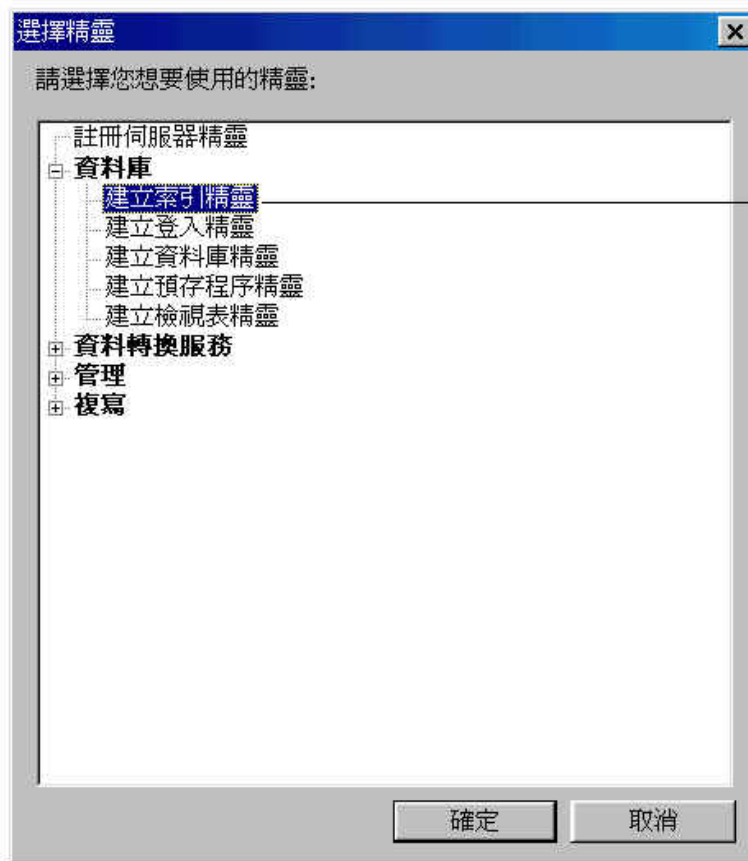 選擇精靈
請選擇您想要使用的精靈:
註冊伺服器精靈
資料庫
建立索引精靈
建立登入精靈
建立資料庫精靈
建立預存程序精靈
建立檢視表精靈
資料轉換服務
管理
複寫
確定
取消